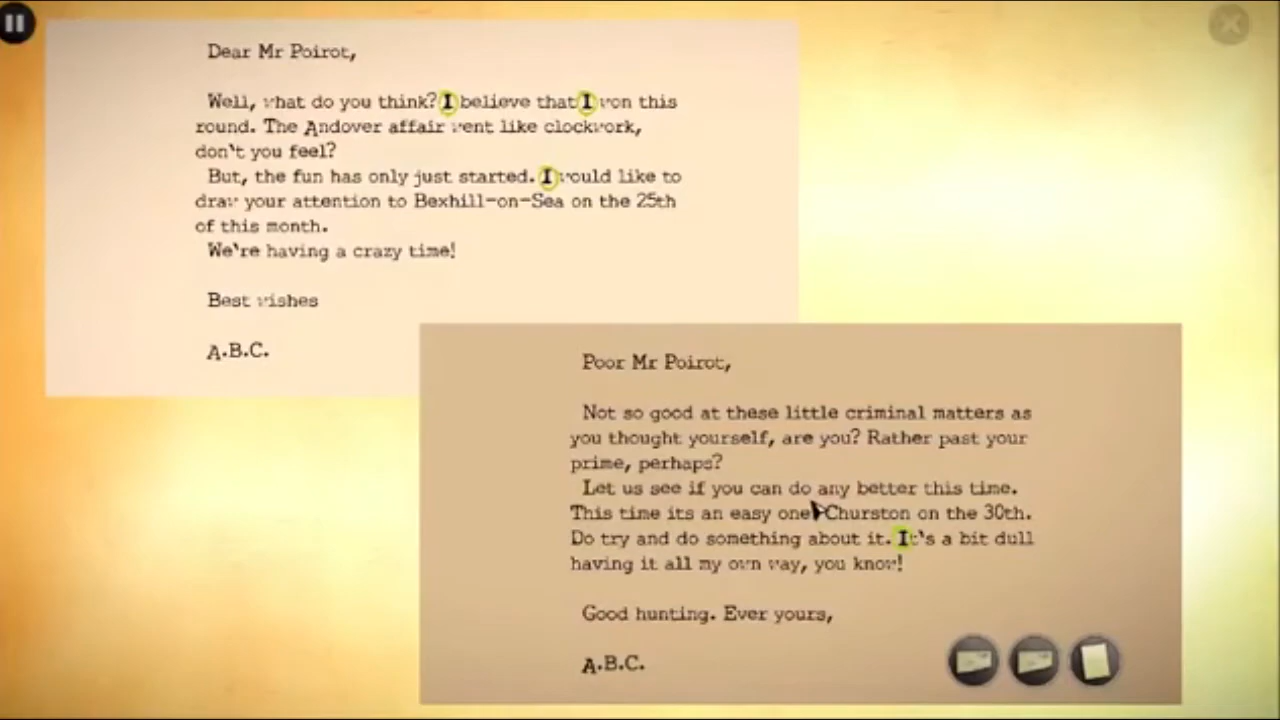 Dear Mr Poirot,
Well, what do you think? I believe that I won this
round. The Andover affair went like clockwork,
don't you feel?
But, the fun has only just started. I would like to
draw your attention to Bexhill-on-Sea on the 25th
of this month.
We're having a crazy time!
Best wishes
A.B.C.
Poor Mr Poirot,
Not so good at these little criminal matters as
you thought yourself, are you? Rather past your
prime, perhaps?
Let us see if you can do any better this time.
This time its an easy one Churston on the 30th.
Do try and do something about it. It's a bit dull
having it all my own way, you know!
Good hunting. Ever yours,
A.B.C.